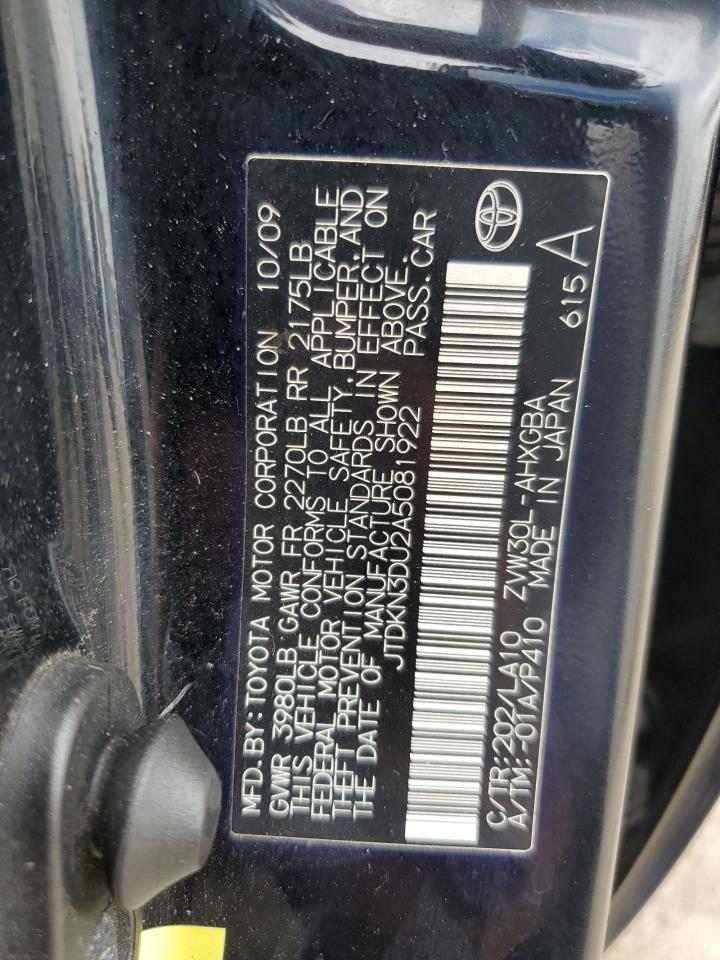 MFD. BY: TOYOTA MOTOR CORPORATION 10/09
GVWR 3980LB GAWR FR 2270LB RR 2175LB
THIS VEHICLE CONFORMS TO ALL APPLICABLE
FEDERAL MOTOR VEHICLE SAFETY, BUMPER, AND
THEFT PREVENTION STANDARDS IN EFFECT ON
THE DATE OF MANUFACTURE SHOWN ABOVE.
JTDKN3DU2A5081922 PASS. CAR
C/TR: 202/LA10 ZVW30L-AHXGBA
A/TM: -01A/P410 MADE IN JAPAN 615 A